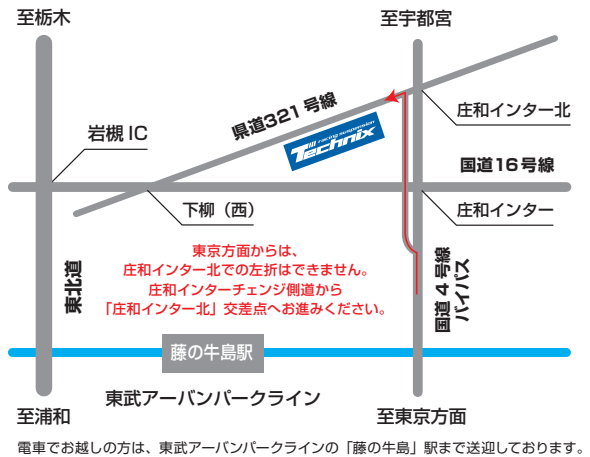 至栃木
至宇都宮
県道321号線
racing suspension
Technix
庄和インター北
岩槻 IC
国道16号線
下柳（西）
庄和インター
東京方面からは、
庄和インター北での左折はできません。
庄和インターチェンジ側道から
「庄和インター北」交差点へお進みください。
東北道
国道4号線
バイパス
藤の牛島駅
東武アーバンパークライン
至浦和
至東京方面
電車でお越しの方は、東武アーバンパークラインの「藤の牛島」駅まで送迎しております。